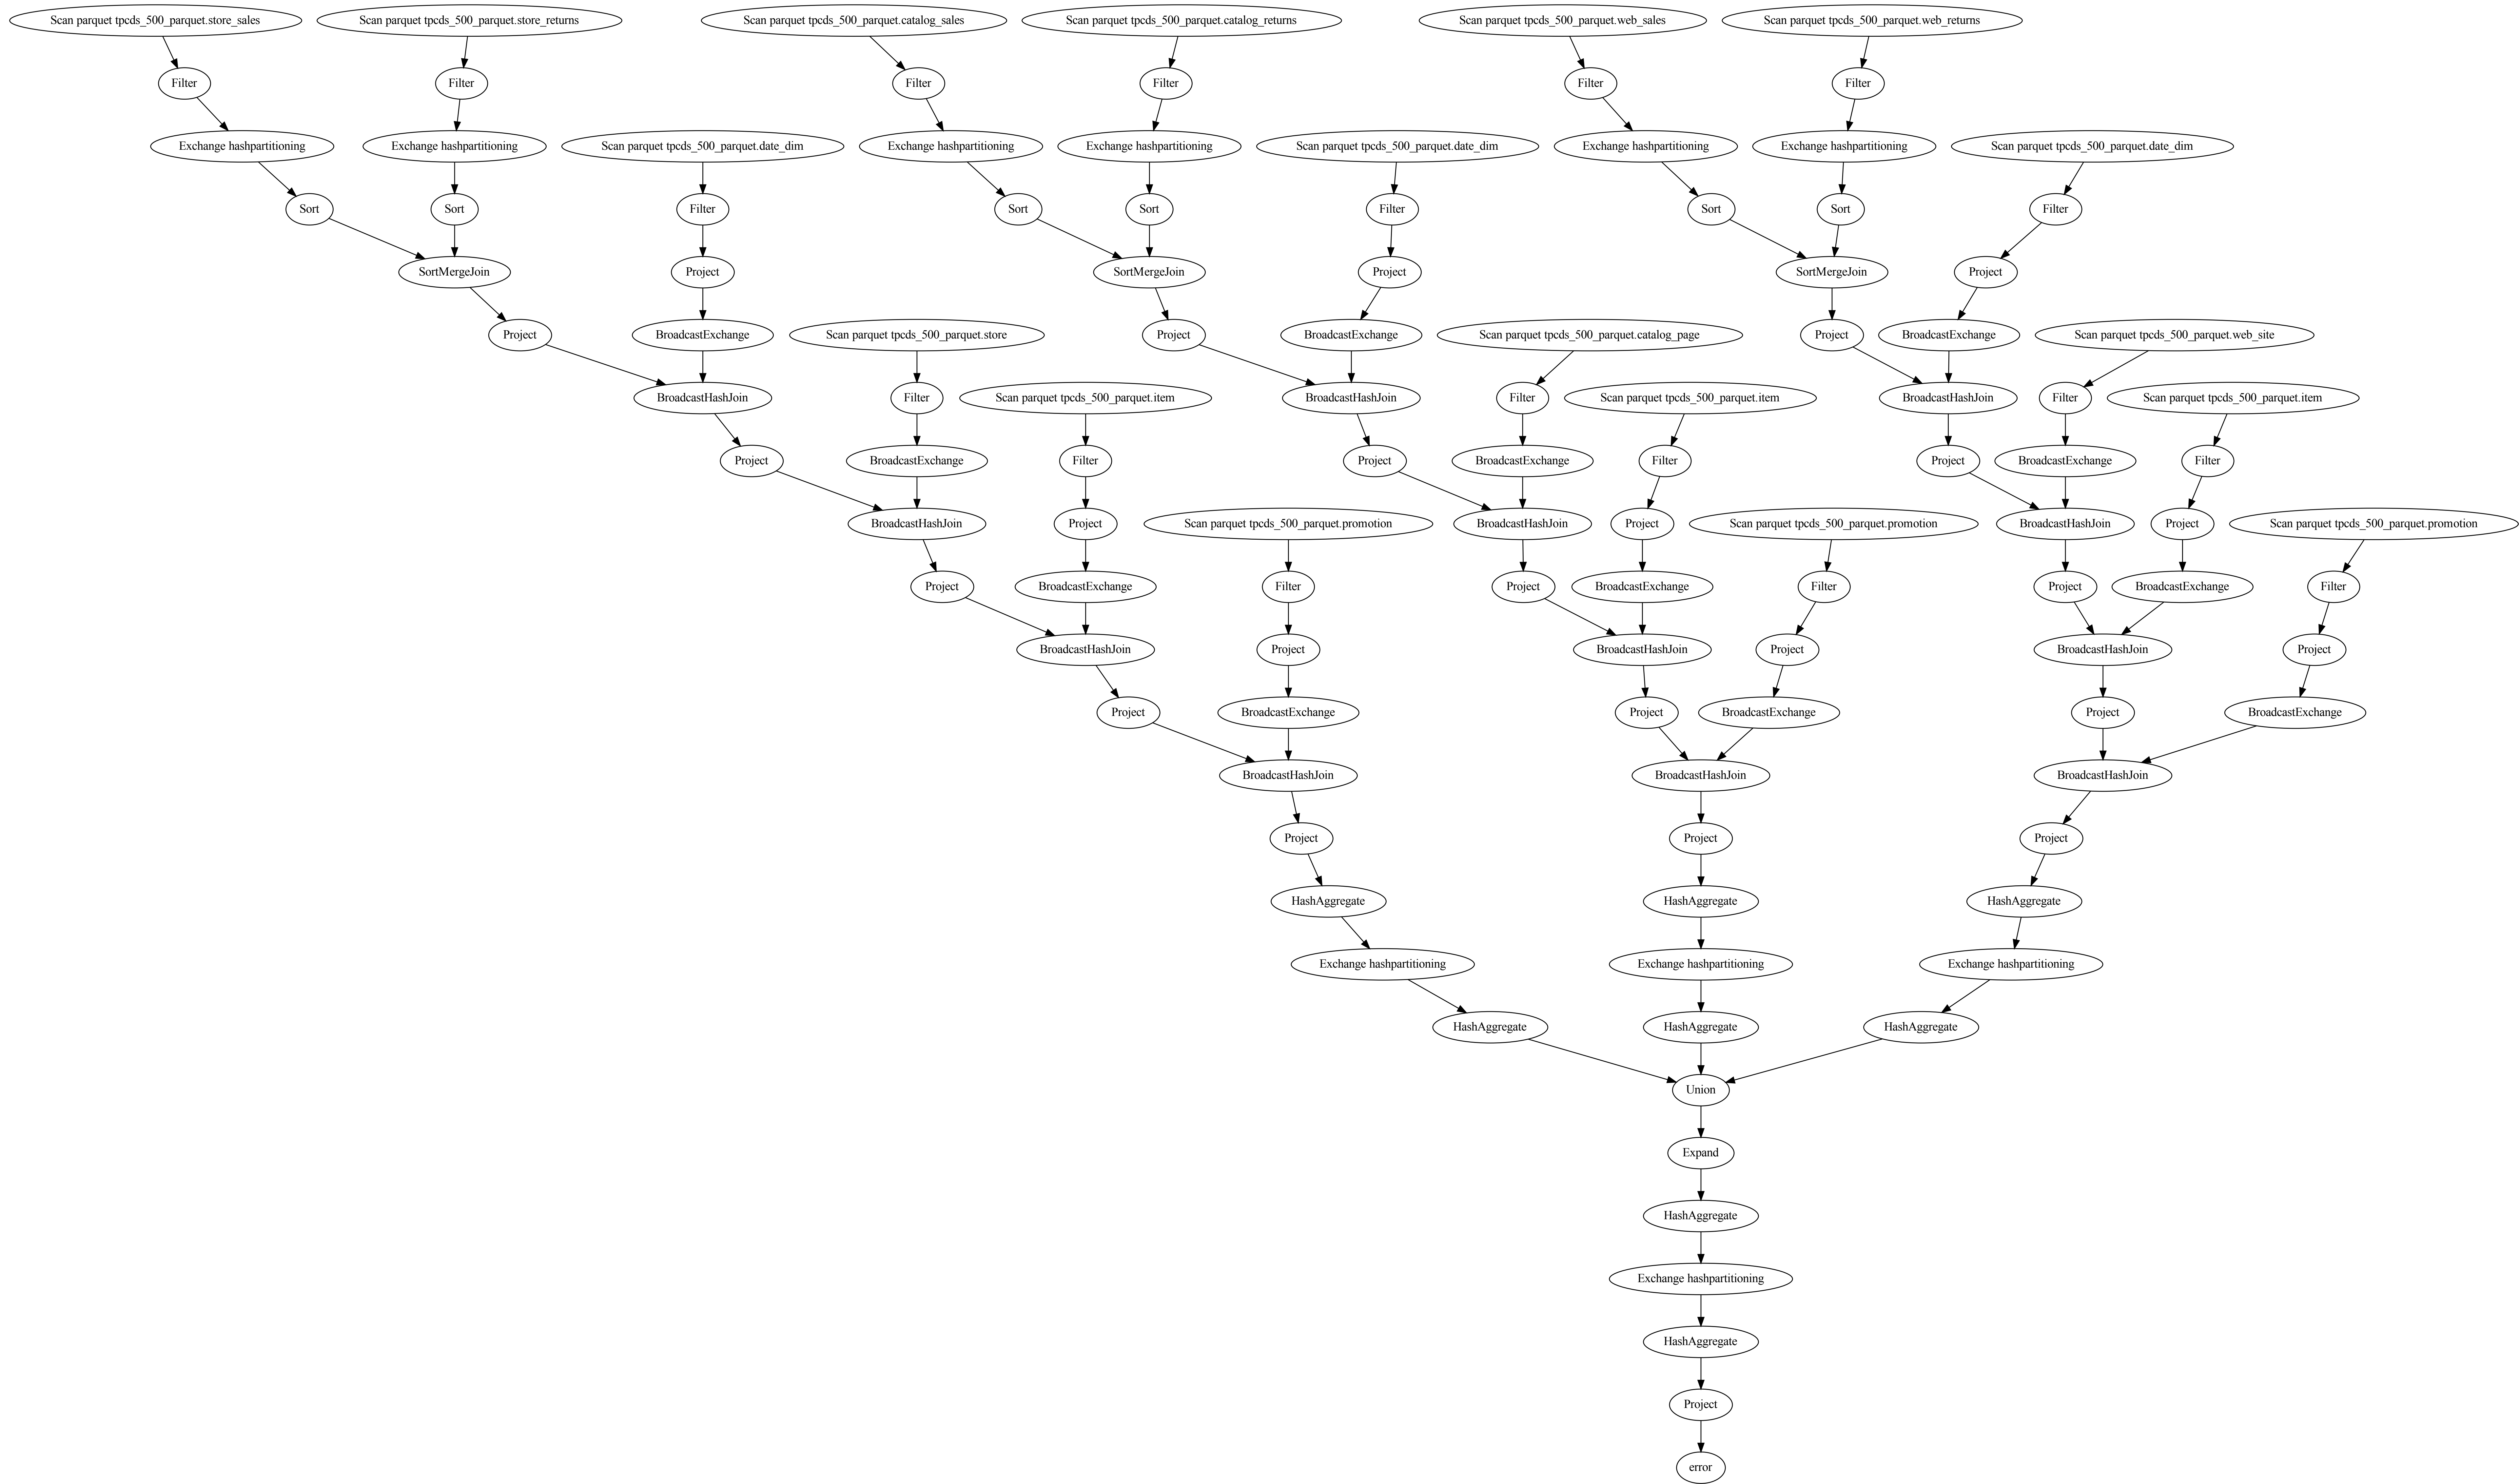 Scan parquet tpcds_500_parquet.store_sales
Scan parquet tpcds_500_parquet.store_returns
Scan parquet tpcds_500_parquet.catalog_sales
Scan parquet tpcds_500_parquet.catalog_returns
Scan parquet tpcds_500_parquet.web_sales
Scan parquet tpcds_500_parquet.web_returns
Filter
Filter
Filter
Filter
Filter
Filter
Exchange hashpartitioning
Exchange hashpartitioning
Scan parquet tpcds_500_parquet.date_dim
Exchange hashpartitioning
Exchange hashpartitioning
Scan parquet tpcds_500_parquet.date_dim
Exchange hashpartitioning
Exchange hashpartitioning
Scan parquet tpcds_500_parquet.date_dim
Sort
Sort
Filter
Sort
Sort
Filter
Sort
Sort
Filter
SortMergeJoin
Project
SortMergeJoin
Project
SortMergeJoin
Project
Project
BroadcastExchange
Scan parquet tpcds_500_parquet.store
Project
BroadcastExchange
Scan parquet tpcds_500_parquet.catalog_page
Project
BroadcastExchange
Scan parquet tpcds_500_parquet.web_site
BroadcastHashJoin
Filter
Scan parquet tpcds_500_parquet.item
BroadcastHashJoin
Filter
Scan parquet tpcds_500_parquet.item
BroadcastHashJoin
Filter
Scan parquet tpcds_500_parquet.item
Project
BroadcastExchange
Filter
Project
BroadcastExchange
Filter
Project
BroadcastExchange
Filter
BroadcastHashJoin
Project
Scan parquet tpcds_500_parquet.promotion
BroadcastHashJoin
Project
Scan parquet tpcds_500_parquet.promotion
BroadcastHashJoin
Project
Scan parquet tpcds_500_parquet.promotion
Project
BroadcastExchange
Filter
Project
BroadcastExchange
Filter
Project
BroadcastExchange
Filter
BroadcastHashJoin
Project
BroadcastHashJoin
Project
BroadcastHashJoin
Project
Project
BroadcastExchange
Project
BroadcastExchange
Project
BroadcastExchange
BroadcastHashJoin
BroadcastHashJoin
BroadcastHashJoin
Project
Project
Project
HashAggregate
HashAggregate
HashAggregate
Exchange hashpartitioning
Exchange hashpartitioning
Exchange hashpartitioning
HashAggregate
HashAggregate
HashAggregate
Union
Expand
HashAggregate
Exchange hashpartitioning
HashAggregate
Project
error